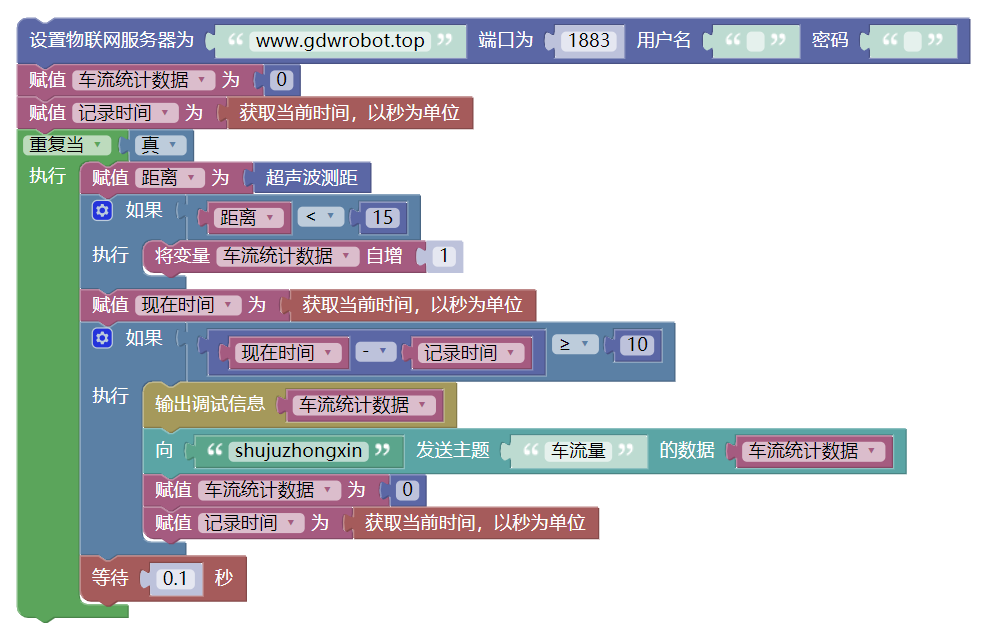 设置物联网服务器为 “ www.gdwrobot.top ” 端口为 1883 用户名 “ ” 密码 “ ”
赋值 车流统计数据 为 0
赋值 记录时间 为 获取当前时间，以秒为单位
重复当 真
执行 赋值 距离 为 超声波测距
如果 距离 < 15
执行 将变量 车流统计数据 自增 1
赋值 现在时间 为 获取当前时间，以秒为单位
如果 现在时间 - 记录时间 ≥ 10
执行 输出调试信息 车流统计数据
向 “ shujuzhongxin ” 发送主题 “ 车流量 ” 的数据 车流统计数据
赋值 车流统计数据 为 0
赋值 记录时间 为 获取当前时间，以秒为单位
等待 0.1 秒